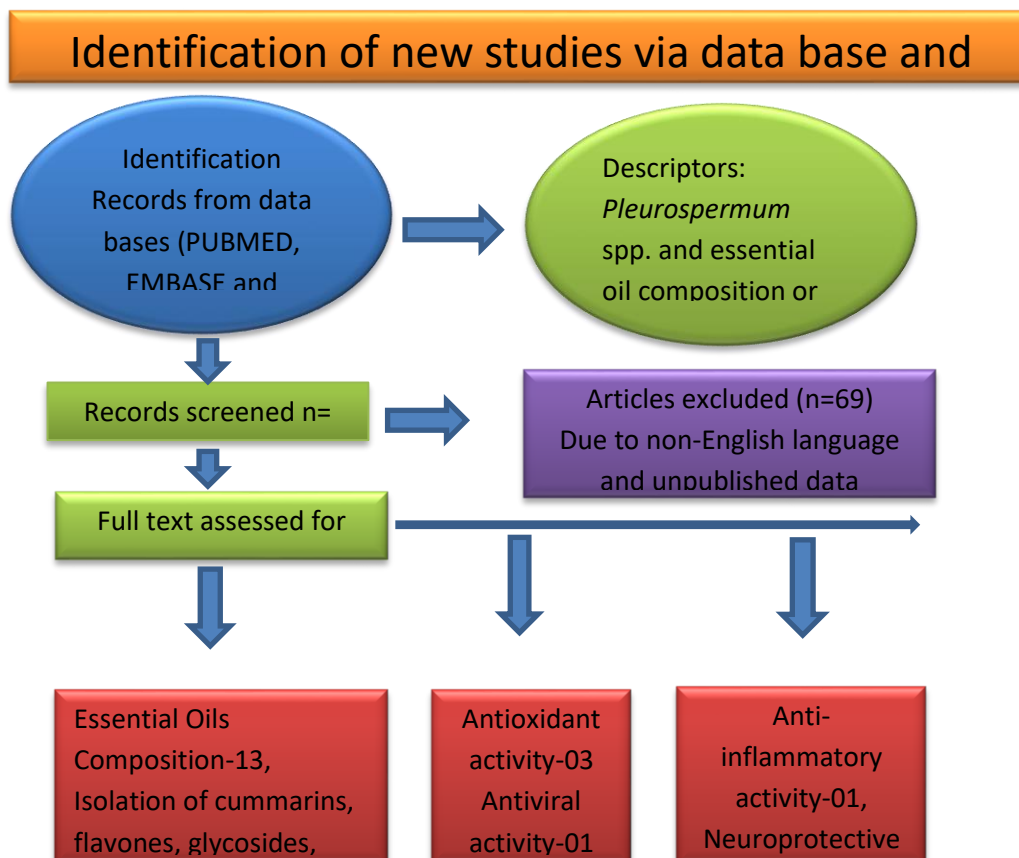 Identification of new studies via data base and
Identification
Records from data
bases (PUBMED,
EMBASE and
Descriptors:
Pleurospermum
spp. and essential
oil composition or
Records screened n=
Articles excluded (n=69)
Due to non-English language
and unpublished data
Full text assessed for
Essential Oils
Composition-13,
Isolation of cummarins,
flavones, glycosides,
Antioxidant
activity-03
Antiviral
activity-01
Anti-
inflammatory
activity-01,
Neuroprotective